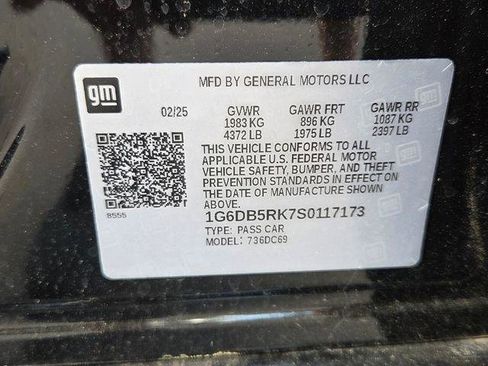 gm
MFD BY GENERAL MOTORS LLC
02/25 GVWR GAWR FRT GAWR RR
1983 KG 896 KG 1087 KG
4372 LB 1975 LB 2397 LB
THIS VEHICLE CONFORMS TO ALL
APPLICABLE U.S. FEDERAL MOTOR
VEHICLE SAFETY, BUMPER, AND THEFT
PREVENTION STANDARDS IN EFFECT ON
THE DATE OF MANUFACTURE SHOWN
ABOVE.
8555
1G6DB5RK7S0117173
TYPE: PASS CAR
MODEL: 736DC69